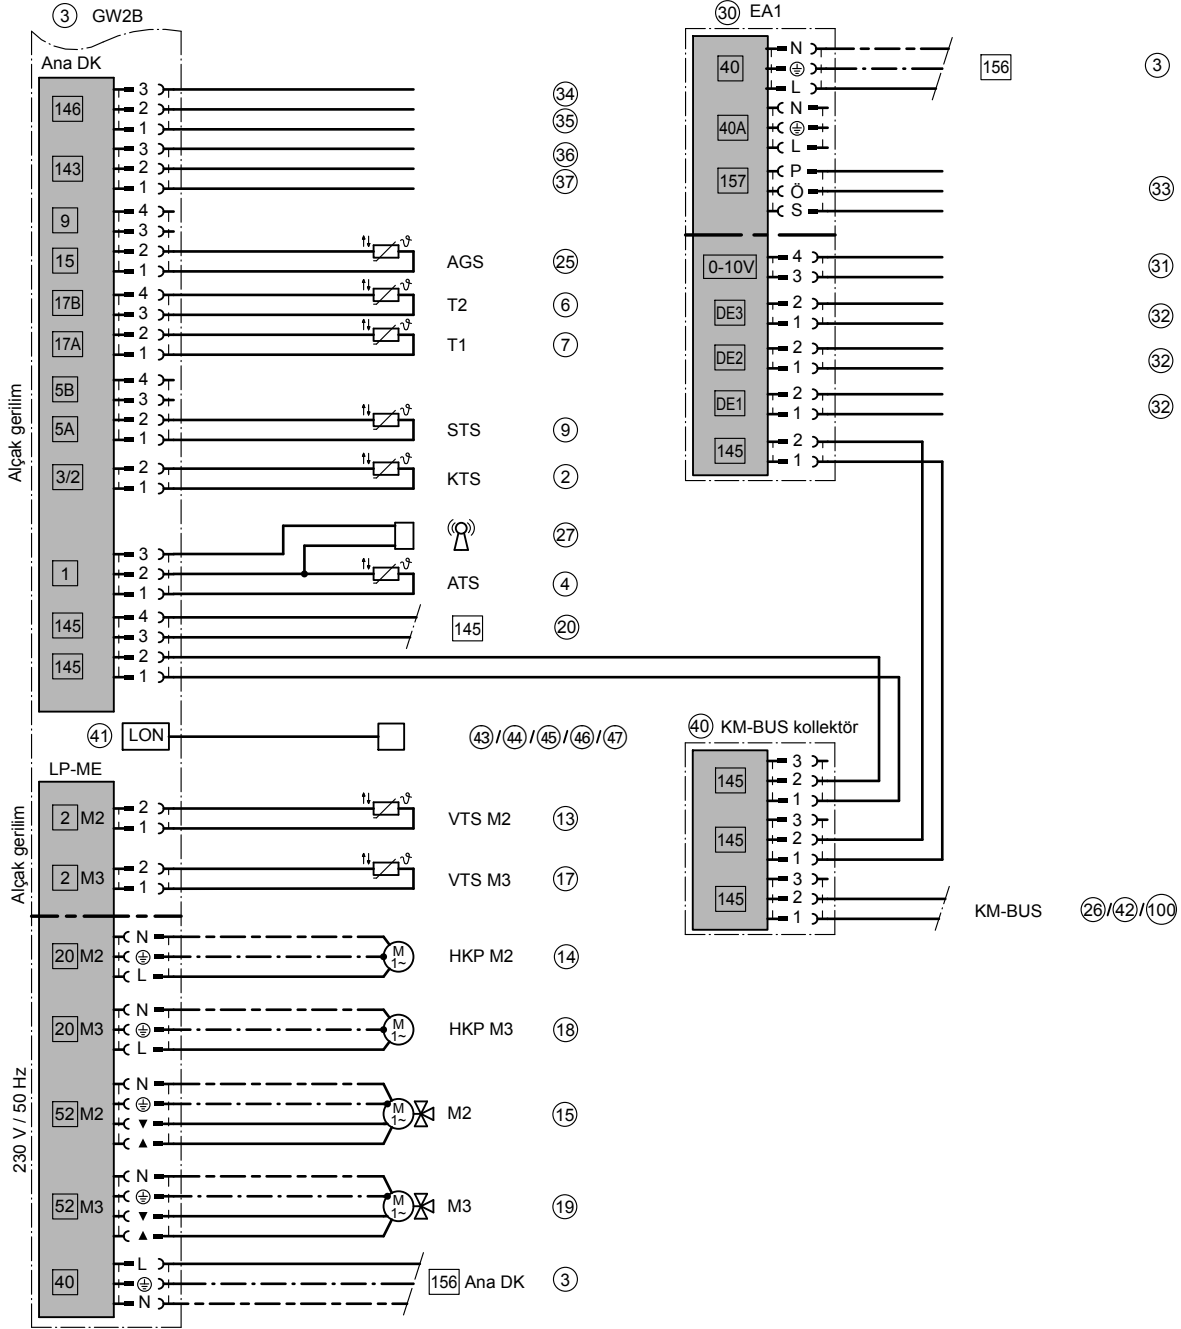 3 GW2B
Ana DK
Alçak gerilim
146 3 34
2 35
1
143 3 36
2 37
1
9 4
3
15 2 AGS 25
1
17B 4 T2 6
3
17A 2 T1 7
1
5B 4
3
5A 2 STS 9
1
3/2 2 KTS 2
1
27
1 3
2 ATS 4
1
145 4 145 20
3
145 2
1
41 LON 43/44/45/46/47
LP-ME
Alçak gerilim
2 M2 2 VTS M2 13
1
2 M3 2 VTS M3 17
1
230 V / 50 Hz
20 M2 N M 1~ HKP M2 14
L
20 M3 N M 1~ HKP M3 18
L
52 M2 N M 1~ M2 15
▼
▲
52 M3 N M 1~ M3 19
▼
▲
40 L 156 Ana DK 3
N
30 EA1
40 N 156 3
L
40A N
L
157 P
Ö 33
S
0-10V 4 31
3
DE3 2 32
1
DE2 2 32
1
DE1 2 32
1
145 2
1
40 KM-BUS kollektör
145 3
2
1
145 3
2
1
145 3
2 KM-BUS 26/42/100
1